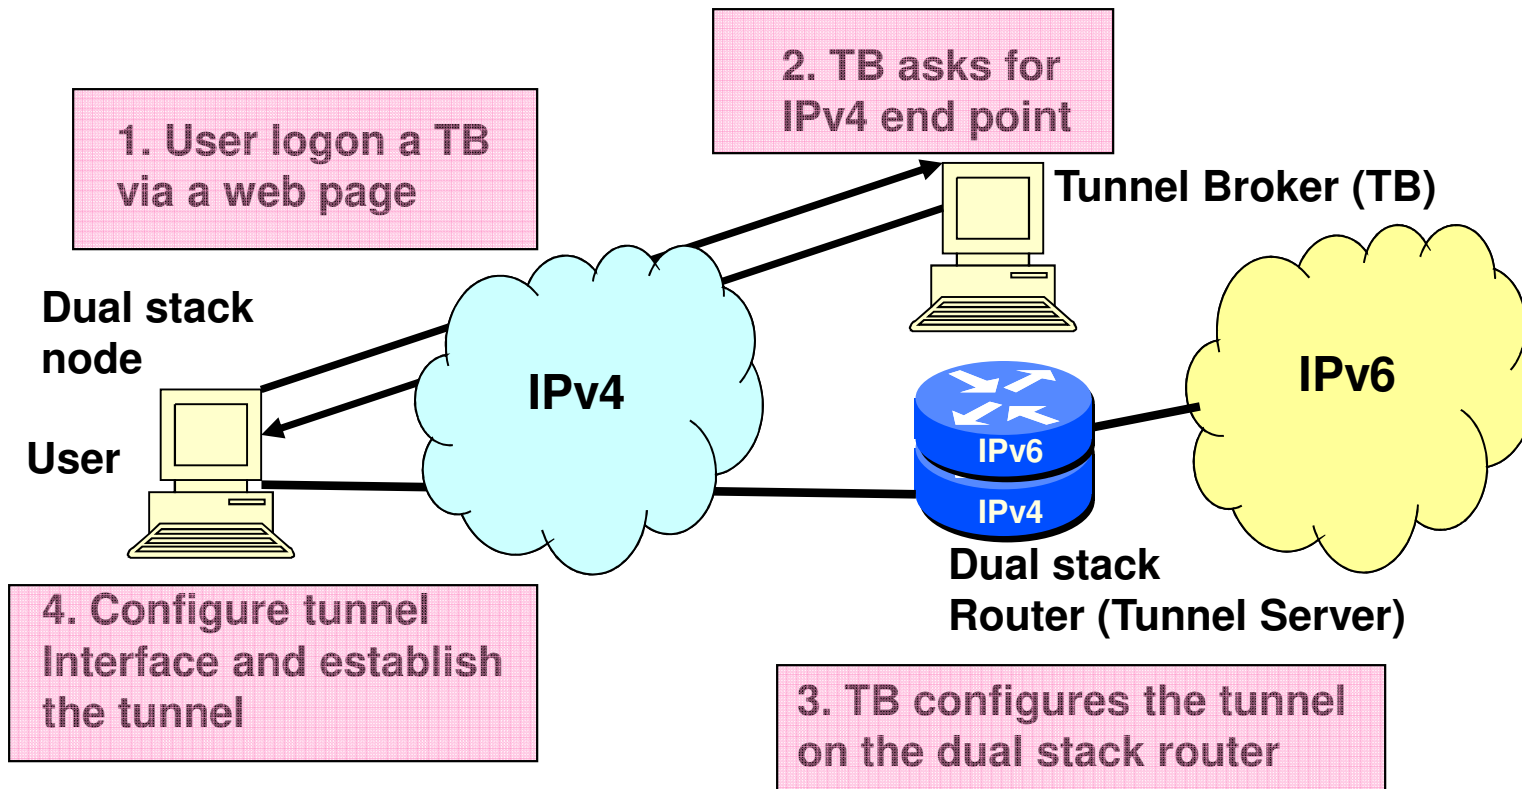 2. TB asks for
IPv4 end point
1. User logon a TB
via a web page
Tunnel Broker (TB)
Dual stack
node
IPv4
IPv6
User
IPv6
IPv4
Dual stack
Router (Tunnel Server)
4. Configure tunnel
Interface and establish
the tunnel
3. TB configures the tunnel
on the dual stack router